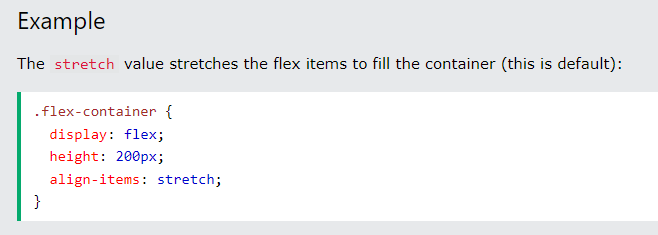 Example
The stretch value stretches the flex items to fill the container (this is default):
.flex-container {
  display: flex;
  height: 200px;
  align-items: stretch;
}